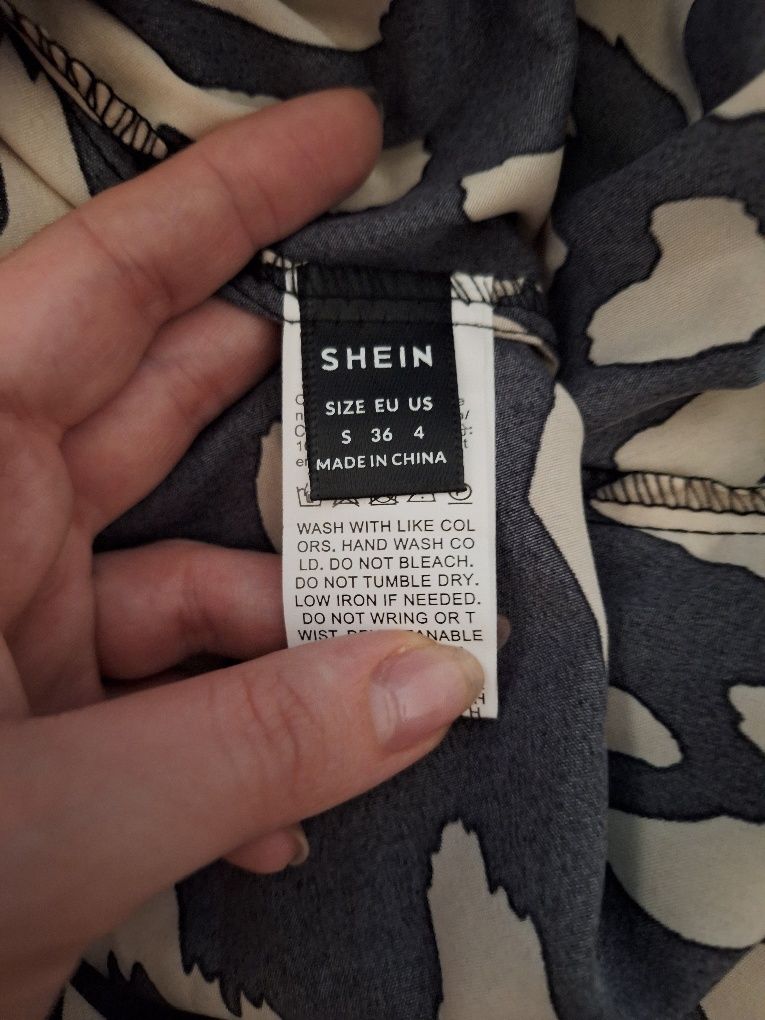 SHEIN
SIZE EU US
S 36 4
MADE IN CHINA
WASH WITH LIKE COL
ORS. HAND WASH CO
LD. DO NOT BLEACH.
DO NOT TUMBLE DRY.
LOW IRON IF NEEDED.
DO NOT WRING OR T
WIST.